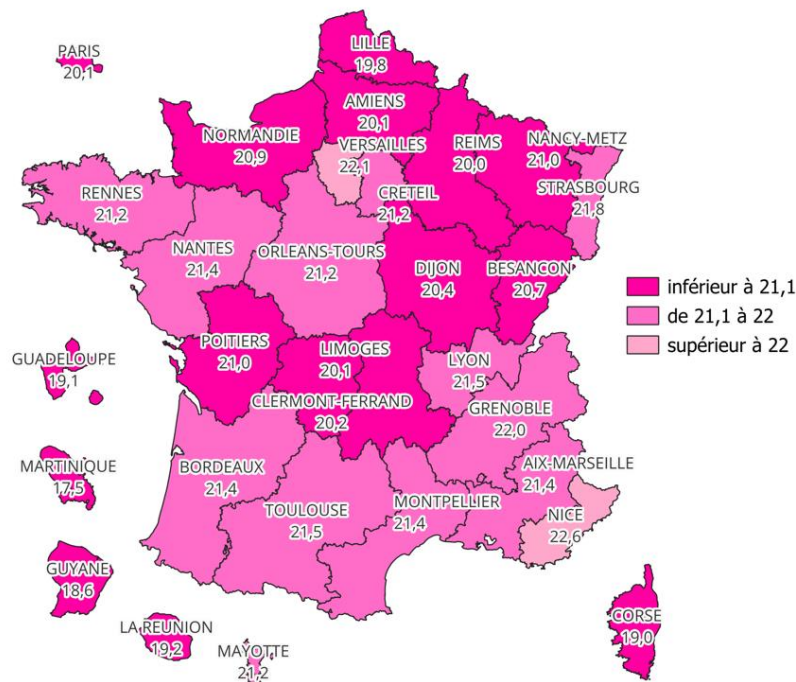 LILLE
19,8
PARIS
20,1
AMIENS
20,1
NORMANDIE
20,9
VERSAILLES
22,1
REIMS
20,0
NANCY-METZ
21,0
STRASBOURG
21,8
RENNES
21,2
CRETEIL
21,2
NANTES
21,4
ORLEANS-TOURS
21,2
DIJON
20,4
BESANCON
20,7
inférieur à 21,1
de 21,1 à 22
supérieur à 22
POITIERS
21,0
LIMOGES
20,1
LYON
21,5
GUADELOUPE
19,1
CLERMONT-FERRAND
20,2
GRENOBLE
22,0
MARTINIQUE
17,5
BORDEAUX
21,4
AIX-MARSEILLE
21,4
TOULOUSE
21,5
MONTPELLIER
21,4
NICE
22,6
GUYANE
18,6
LA REUNION
19,2
MAYOTTE
21,2
CORSE
19,0